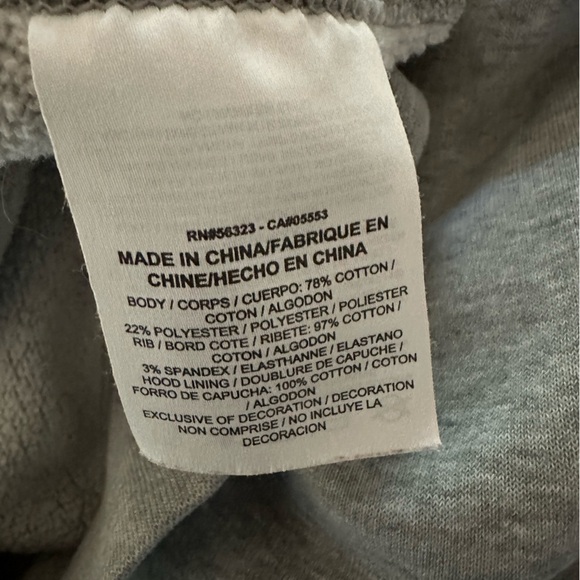 RN#56323 - CA#05553
MADE IN CHINA/FABRIQUE EN
CHINE/HECHO EN CHINA
BODY / CORPS / CUERPO: 78% COTTON /
COTON / ALGODON
22% POLYESTER / POLYESTER / POLIESTER
RIB / BORD COTE / RIBETE: 97% COTTON /
COTON / ALGODON
3% SPANDEX / ELASTHANNE / ELASTANO
HOOD LINING / DOUBLURE DE CAPUCHE /
FORRO DE CAPUCHA: 100% COTTON / COTON
/ ALGODON
EXCLUSIVE OF DECORATION / DECORATION
NON COMPRISE / NO INCLUYE LA
DECORACION